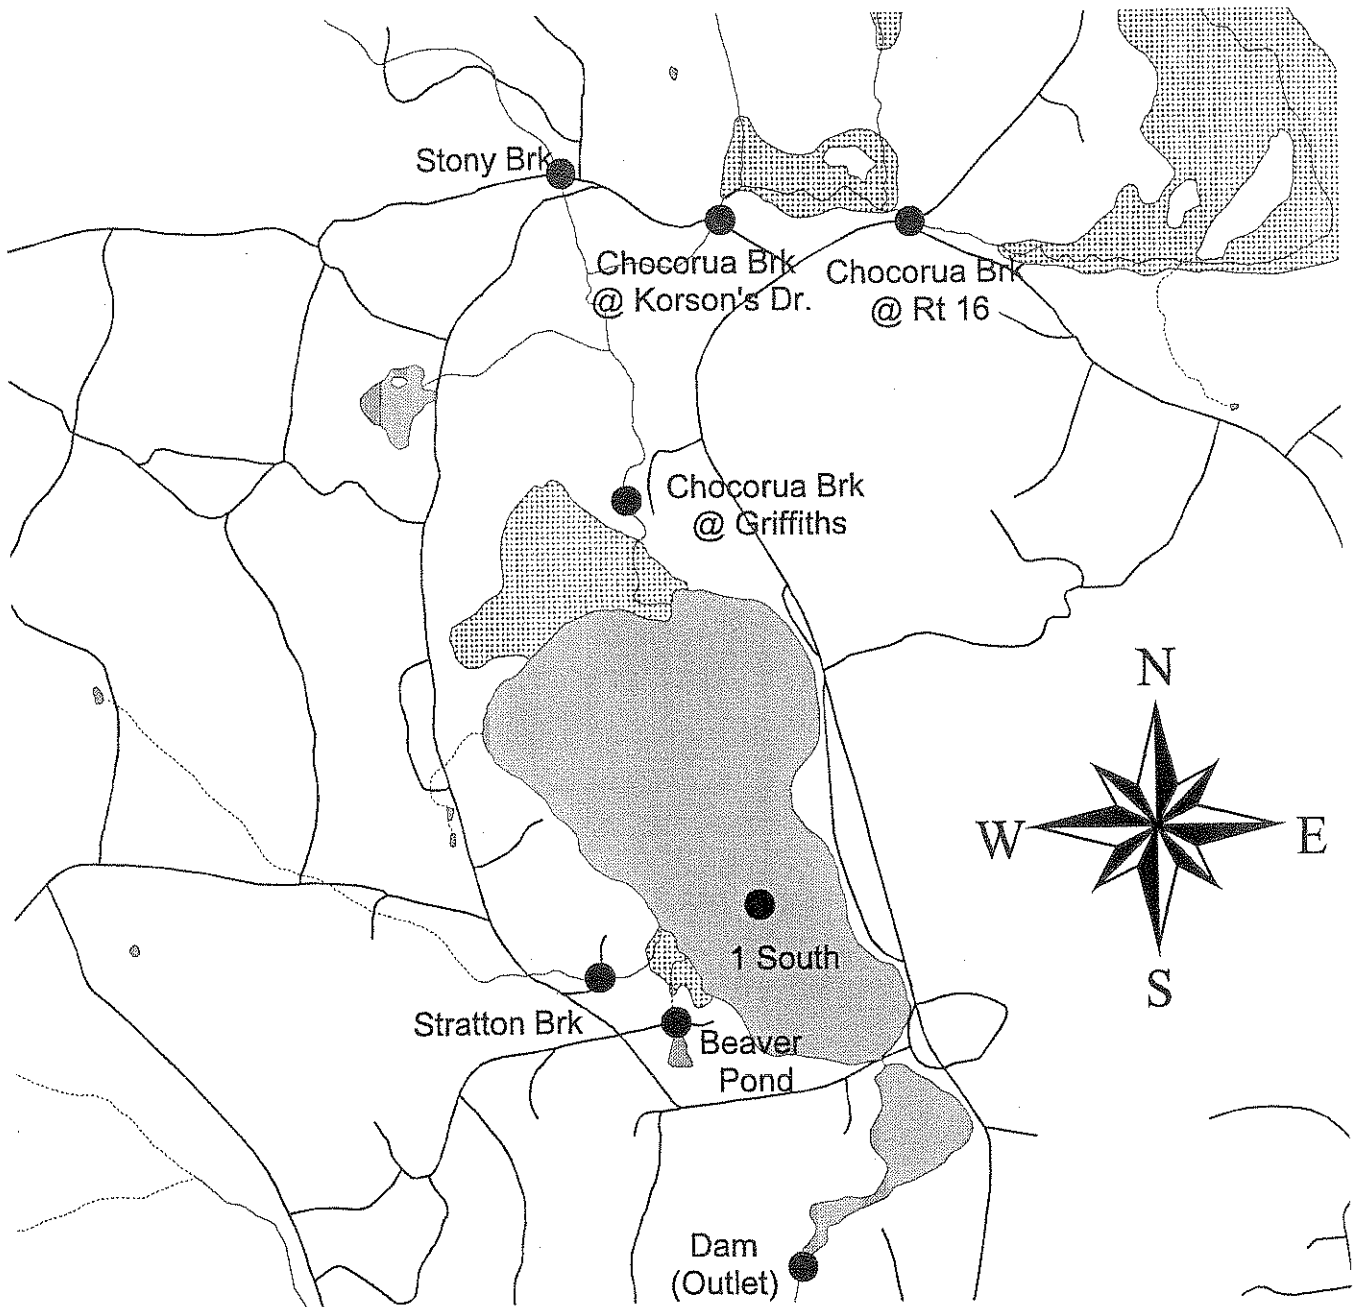 Stony Brk
Chocorua Brk
@ Korson's Dr.
Chocorua Brk
@ Rt 16
Chocorua Brk
@ Griffiths
N
W
E
S
1 South
Stratton Brk
Beaver
Pond
Dam
(Outlet)